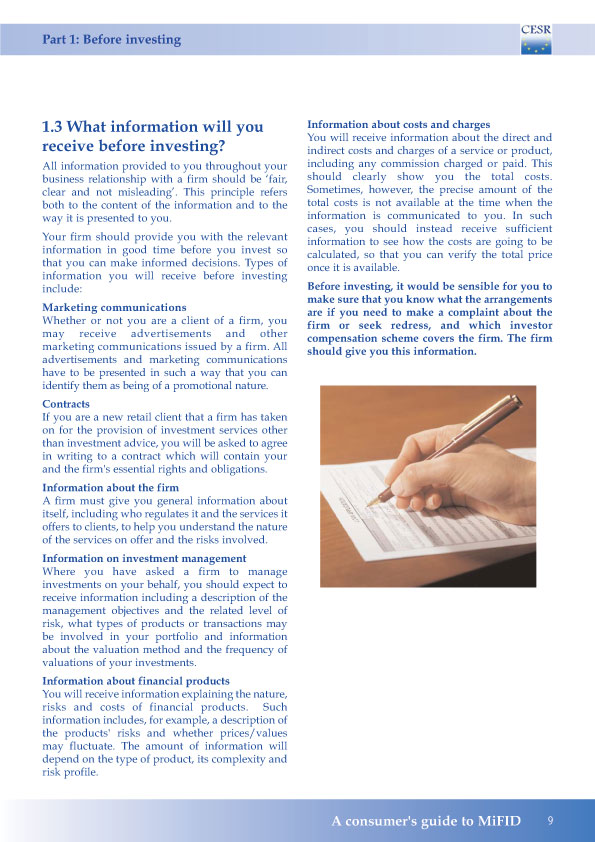 Part 1: Before investing
CESR
1.3 What information will you
receive before investing?
All information provided to you throughout your
business relationship with a firm should be 'fair,
clear and not misleading'. This principle refers
both to the content of the information and to the
way it is presented to you.
Your firm should provide you with the relevant
information in good time before you invest so
that you can make informed decisions. Types of
information you will receive before investing
include:
Marketing communications
Whether or not you are a client of a firm, you
may receive advertisements and other
marketing communications issued by a firm. All
advertisements and marketing communications
have to be presented in such a way that you can
identify them as being of a promotional nature.
Contracts
If you are a new retail client that a firm has taken
on for the provision of investment services other
than investment advice, you will be asked to agree
in writing to a contract which will contain your
and the firm's essential rights and obligations.
Information about the firm
A firm must give you general information about
itself, including who regulates it and the services it
offers to clients, to help you understand the nature
of the services on offer and the risks involved.
Information on investment management
Where you have asked a firm to manage
investments on your behalf, you should expect to
receive information including a description of the
management objectives and the related level of
risk, what types of products or transactions may
be involved in your portfolio and information
about the valuation method and the frequency of
valuations of your investments.
Information about financial products
You will receive information explaining the nature,
risks and costs of financial products. Such
information includes, for example, a description of
the products' risks and whether prices/values
may fluctuate. The amount of information will
depend on the type of product, its complexity and
risk profile.
Information about costs and charges
You will receive information about the direct and
indirect costs and charges of a service or product,
including any commission charged or paid. This
should clearly show you the total costs.
Sometimes, however, the precise amount of the
total costs is not available at the time when the
information is communicated to you. In such
cases, you should instead receive sufficient
information to see how the costs are going to be
calculated, so that you can verify the total price
once it is available.
Before investing, it would be sensible for you to
make sure that you know what the arrangements
are if you need to make a complaint about the
firm or seek redress, and which investor
compensation scheme covers the firm. The firm
should give you this information.
A consumer's guide to MiFID 9